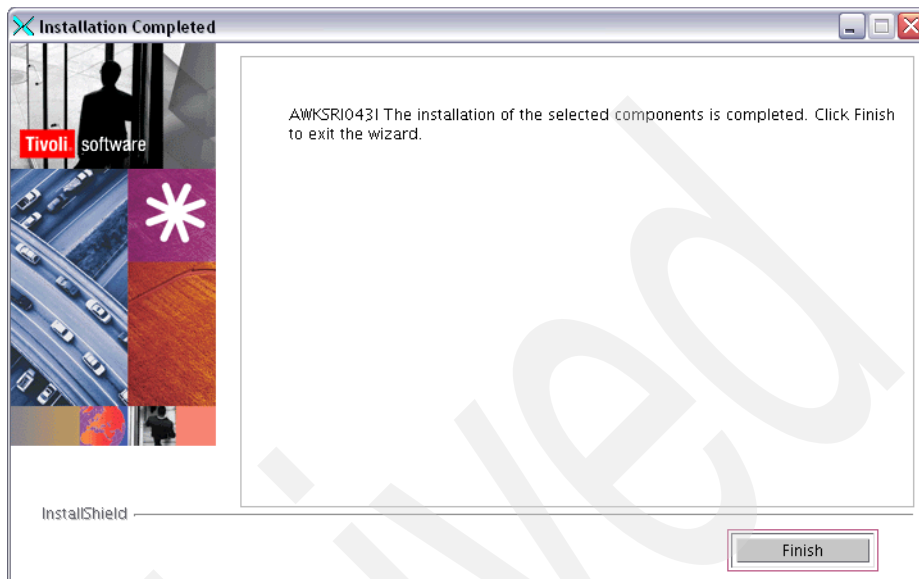 Installation Completed
Tivoli software
AWKSRI043I The installation of the selected components is completed. Click Finish
to exit the wizard.
InstallShield
Finish